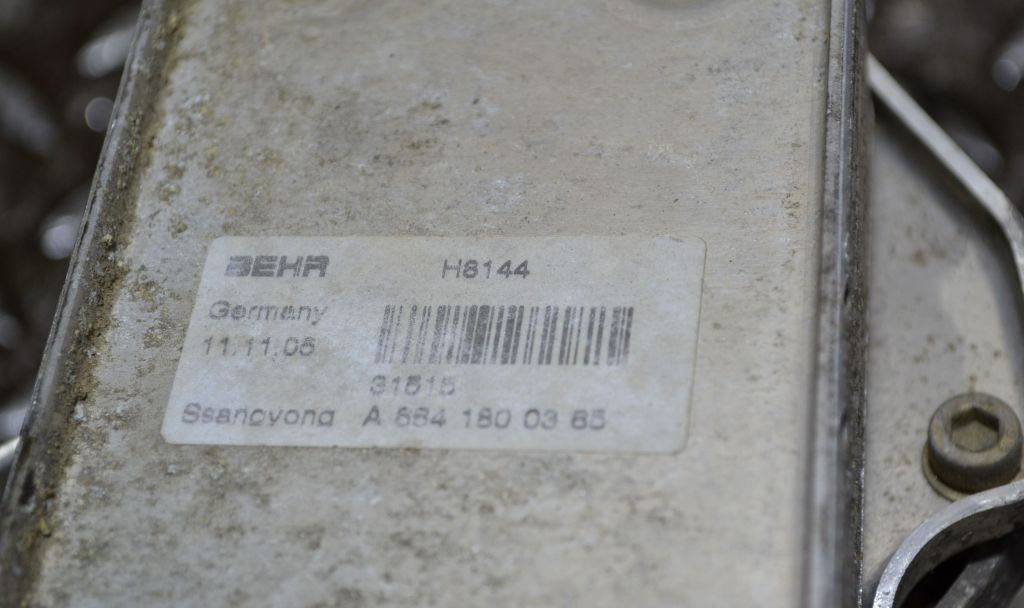 BEHR H8144
Germany
11.11.05
31515
Ssangyong A 664 180 03 65